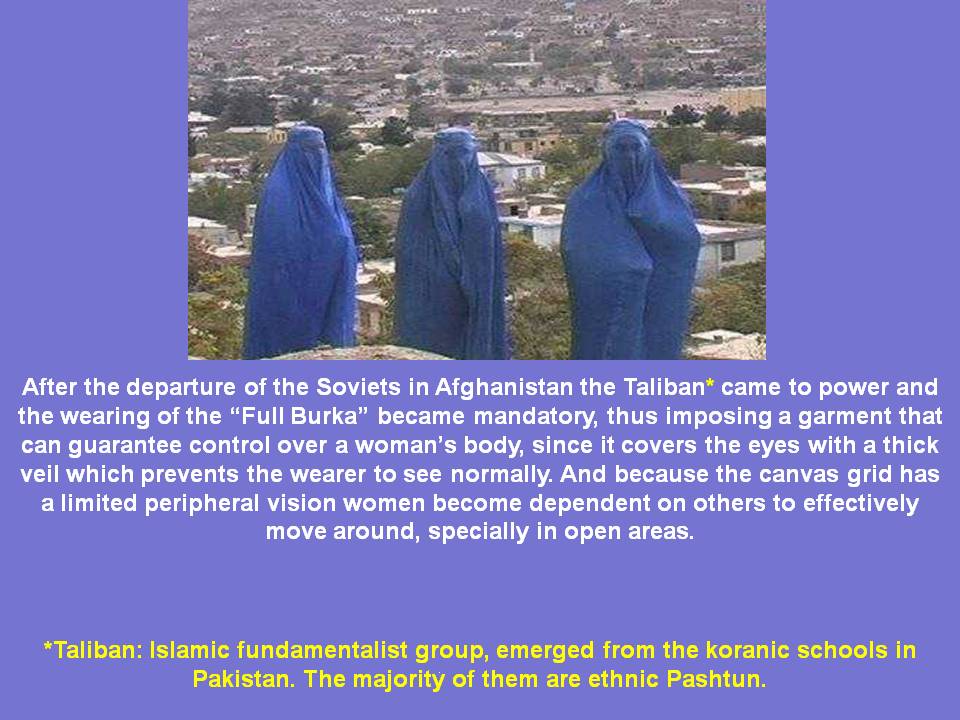 After the departure of the Soviets in Afghanistan the Taliban* came to power and
the wearing of the “Full Burka” became mandatory, thus imposing a garment that
can guarantee control over a woman’s body, since it covers the eyes with a thick
veil which prevents the wearer to see normally. And because the canvas grid has
a limited peripheral vision women become dependent on others to effectively
move around, specially in open areas.
*Taliban: Islamic fundamentalist group, emerged from the koranic schools in
Pakistan. The majority of them are ethnic Pashtun.